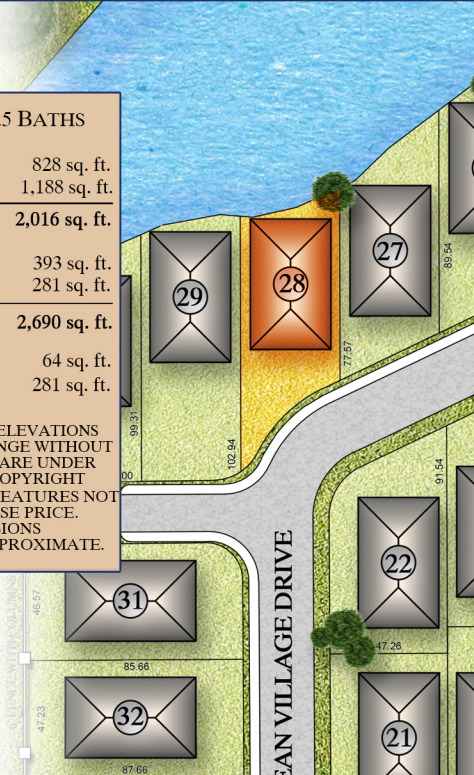 .5 BATHS
828 sq. ft.
1,188 sq. ft.
2,016 sq. ft.
393 sq. ft.
281 sq. ft.
2,690 sq. ft.
64 sq. ft.
281 sq. ft.
ELEVATIONS
NGE WITHOUT
ARE UNDER
OPYRIGHT
FEATURES NOT
SE PRICE.
SIONS
PROXIMATE.
29
28
27
89.54
77.57
99.31
102.94
00
91.54
22
31
47.26
46.57
85.66
EAN VILLAGE DRIVE
32
21
47.23
87.66